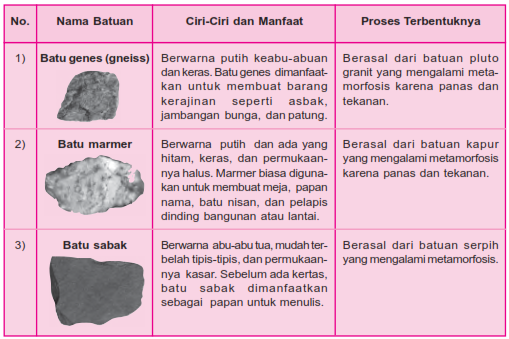 No. Nama Batuan Ciri-Ciri dan Manfaat Proses Terbentuknya
1) Batu genes (gneiss)
Berwarna putih keabu-abuan
dan keras. Batu genes dimanfaat-
kan untuk membuat barang
kerajinan seperti asbak,
jambangan bunga, dan patung.
Berasal dari batuan pluto
granit yang mengalami meta-
morfosis karena panas dan
tekanan.
2) Batu marmer
Berwarna putih dan ada yang
hitam, keras, dan permukaan-
nya halus. Marmer biasa diguna-
kan untuk membuat meja, papan
nama, batu nisan, dan pelapis
dinding bangunan atau lantai.
Berasal dari batuan kapur
yang mengalami metamorfosis
karena panas dan tekanan.
3) Batu sabak
Berwarna abu-abu tua, mudah ter-
belah tipis-tipis, dan permukaan-
nya kasar. Sebelum ada kertas,
batu sabak dimanfaatkan
sebagai papan untuk menulis.
Berasal dari batuan serpih
yang mengalami metamorfosis.